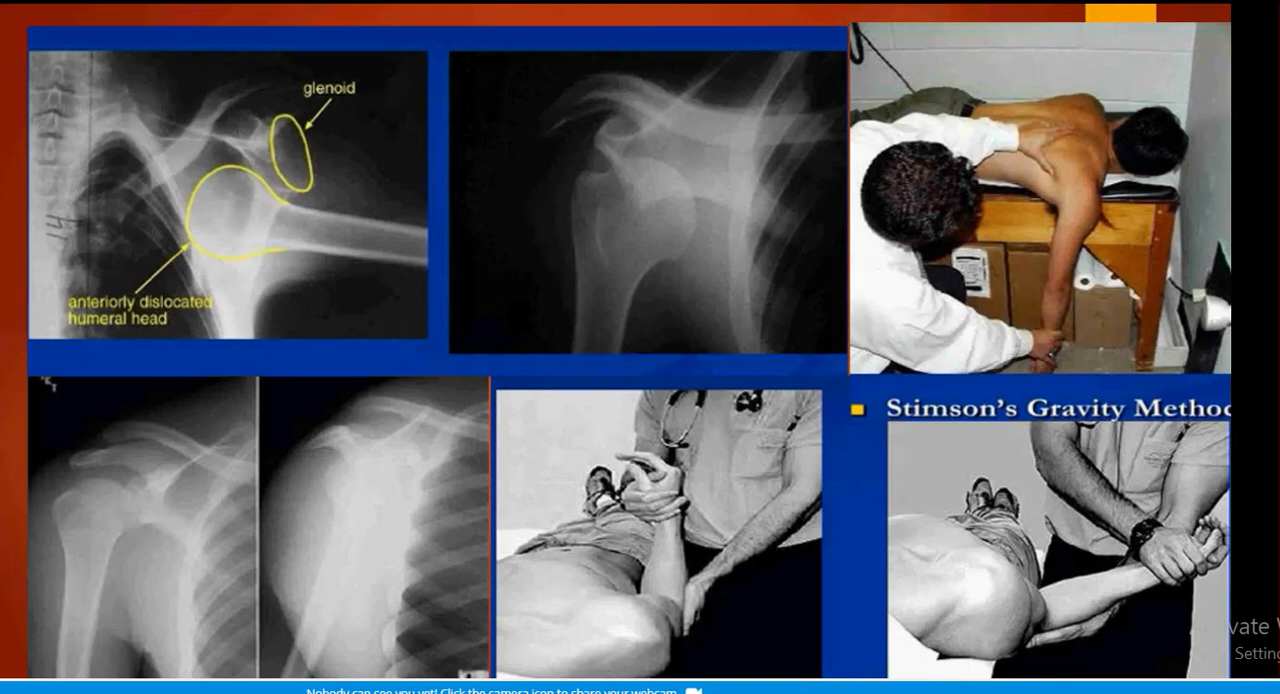 glenoid
anteriorly dislocated
humeral head
Stimson's Gravity Method
vate
Setting
Nobody can see you yet! Click the camera icon to share your webcam.